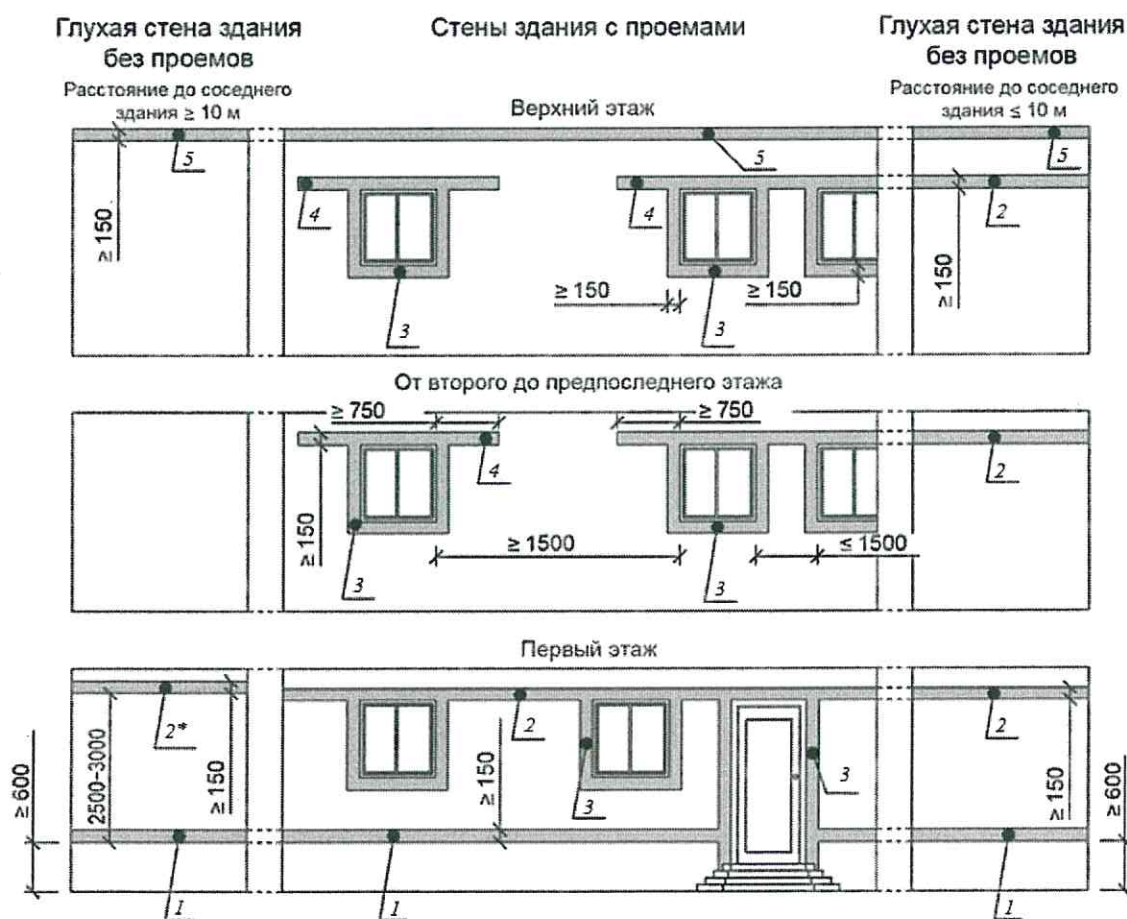 Глухая стена здания
без проемов
Расстояние до соседнего
здания ≥ 10 м
Стены здания с проемами
Глухая стена здания
без проемов
Расстояние до соседнего
здания ≤ 10 м
Верхний этаж
5
≥ 150
5
5
4
4
2
3
≥ 150
3
≥ 150
≥ 150
От второго до предпоследнего этажа
≥ 750
≥ 750
4
2
≥ 150
3
≥ 1500
3
≤ 1500
Первый этаж
2*
2500-3000
≥ 150
≥ 600
2
3
≥ 150
3
2
≥ 150
≥ 600
1
1
1